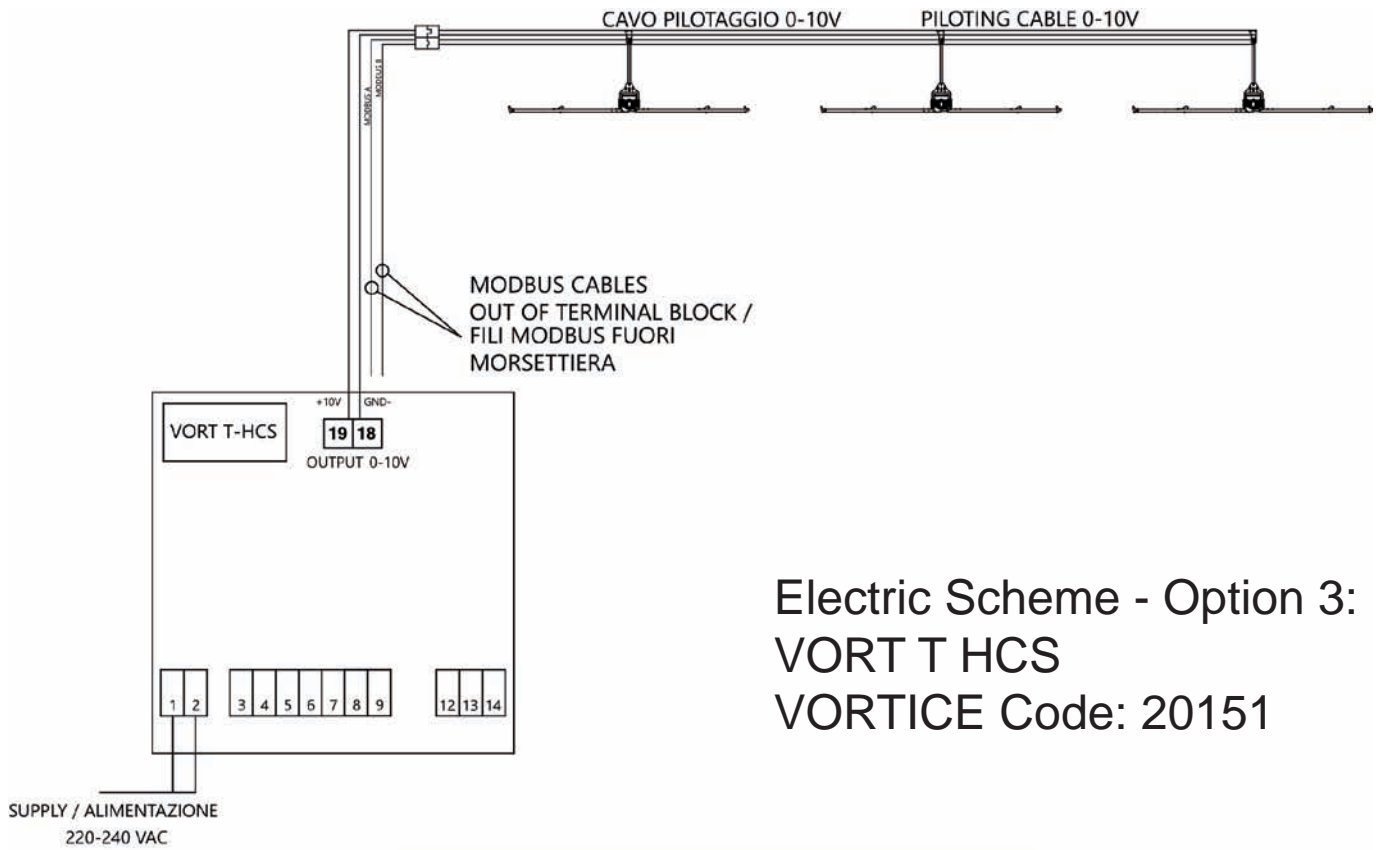 CAVO PILOTAGGIO 0-10V PILOTING CABLE 0-10V
MODBUS A
MODBUS B
MODBUS CABLES
OUT OF TERMINAL BLOCK /
FILI MODBUS FUORI
MORSETTIERA
+10V GND-
VORT T-HCS
19 18
OUTPUT 0-10V
1 2 3 4 5 6 7 8 9 12 13 14
SUPPLY / ALIMENTAZIONE
220-240 VAC
Electric Scheme - Option 3:
VORT T HCS
VORTICE Code: 20151